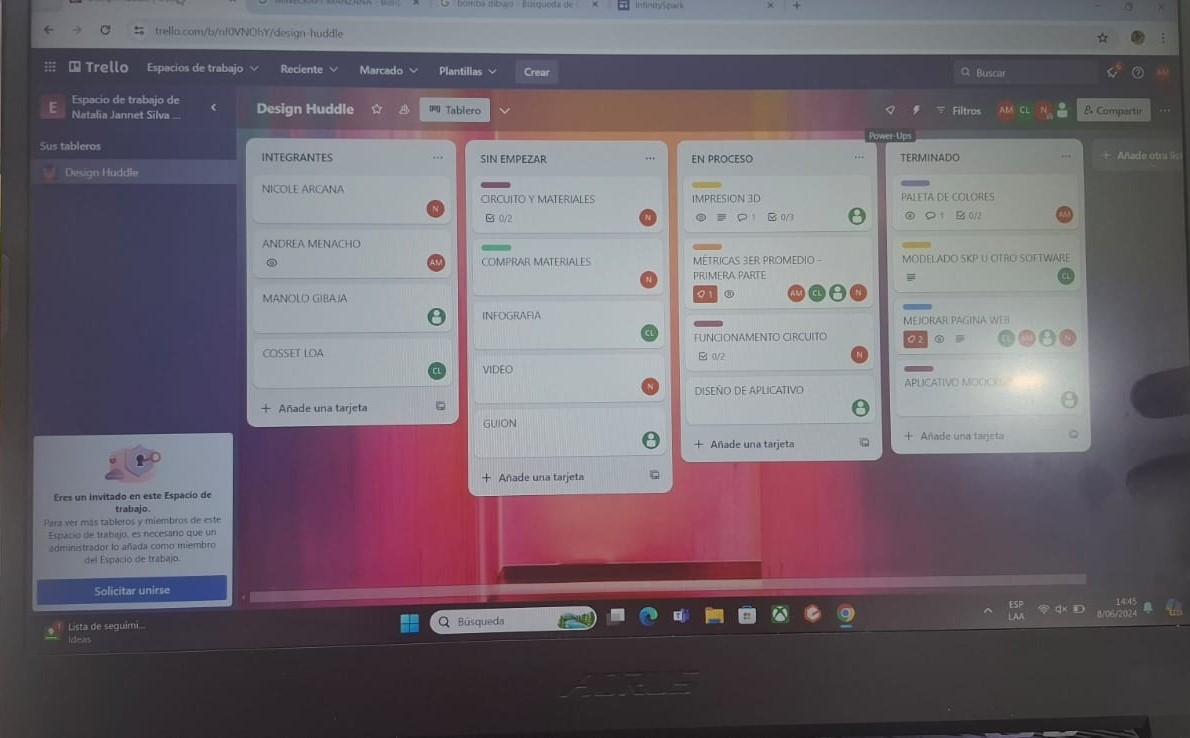 bomba dibujo - Búsqueda de
InfinitySpark
trello.com/b/nf0VNOhY/design-huddle
Trello
Espacios de trabajo
Reciente
Marcado
Plantillas
Crear
Buscar
E
Espacio de trabajo de
Natalia Jannet Silva ...
Sus tableros
Design Huddle
Design Huddle
Tablero
Filtros
AM
CL
N
Compartir
Power-Ups
INTEGRANTES
NICOLE ARCANA
N
ANDREA MENACHO
AM
MANOLO GIBAJA
COSSET LOA
CL
+ Añade una tarjeta
SIN EMPEZAR
CIRCUITO Y MATERIALES
0/2
N
COMPRAR MATERIALES
N
INFOGRAFIA
CL
VIDEO
N
GUION
+ Añade una tarjeta
EN PROCESO
IMPRESION 3D
1
0/3
MÉTRICAS 3ER PROMEDIO -
PRIMERA PARTE
1
AM
CL
N
FUNCIONAMENTO CIRCUITO
0/2
N
DISEÑO DE APLICATIVO
+ Añade una tarjeta
TERMINADO
PALETA DE COLORES
1
0/2
AM
MODELADO SKP U OTRO SOFTWARE
CL
MEJORAR PAGINA WEB
2
CL
AM
N
APLICATIVO
+ Añade una tarjeta
+ Añade otra lis
Eres un invitado en este Espacio de
trabajo.
Para ver más tableros y miembros de este
Espacio de trabajo, es necesario que un
administrador lo añada como miembro
del Espacio de trabajo.
Solicitar unirse
Lista de seguimi...
Ideas
Búsqueda
ESP
LAA
14:45
8/06/2024
AORUS